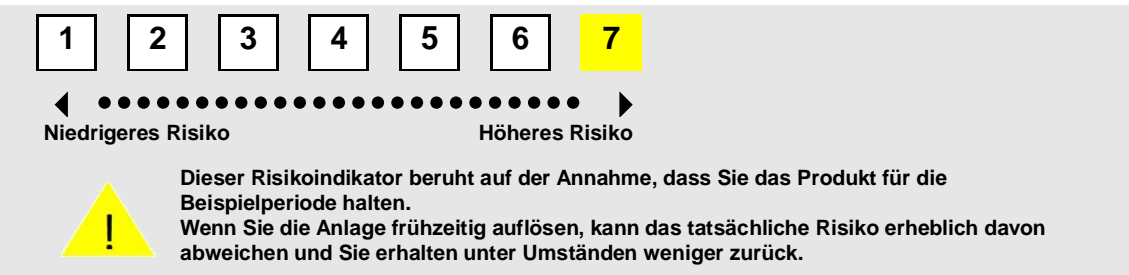 1 2 3 4 5 6 7
Niedrigeres Risiko Höheres Risiko
!
Dieser Risikoindikator beruht auf der Annahme, dass Sie das Produkt für die
Beispielperiode halten.
Wenn Sie die Anlage frühzeitig auflösen, kann das tatsächliche Risiko erheblich davon
abweichen und Sie erhalten unter Umständen weniger zurück.